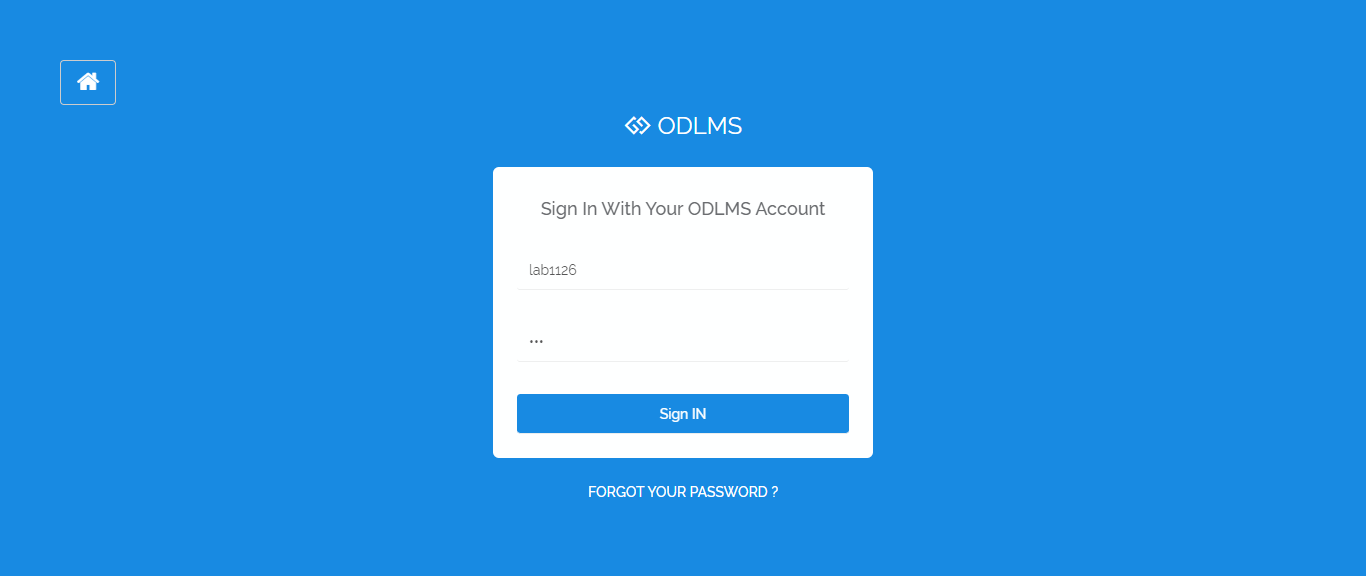 ODLMS
Sign In With Your ODLMS Account
lab1126
•••
Sign IN
FORGOT YOUR PASSWORD ?